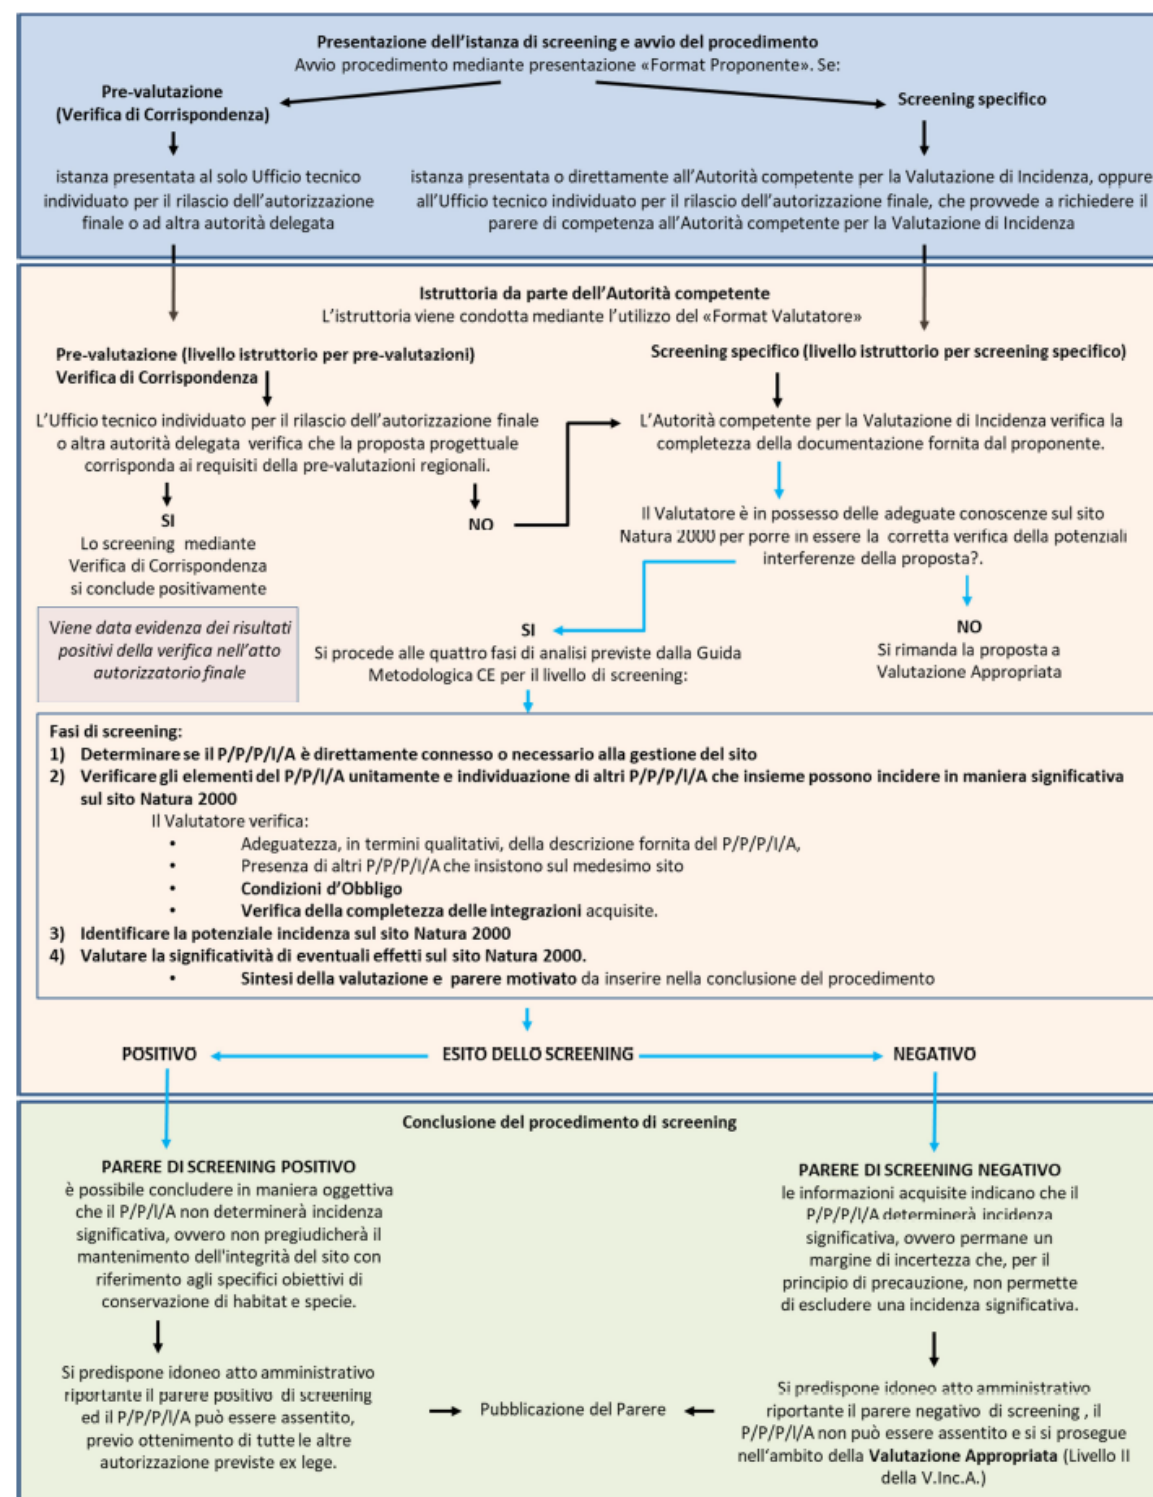 Presentazione dell'istanza di screening e avvio del procedimento
Avvio procedimento mediante presentazione «Format Proponente». Se:
Pre-valutazione
(Verifica di Corrispondenza)
Screening specifico
istanza presentata al solo Ufficio tecnico
individuato per il rilascio dell'autorizzazione
finale o ad altra autorità delegata
istanza presentata o direttamente all'Autorità competente per la Valutazione di Incidenza, oppure
all'Ufficio tecnico individuato per il rilascio dell'autorizzazione finale, che provvede a richiedere il
parere di competenza all'Autorità competente per la Valutazione di Incidenza
Istruttoria da parte dell'Autorità competente
L'istruttoria viene condotta mediante l'utilizzo del «Format Valutatore»
Pre-valutazione (livello istruttorio per pre-valutazioni)
Verifica di Corrispondenza
Screening specifico (livello istruttorio per screening specifico)
L'Ufficio tecnico individuato per il rilascio dell'autorizzazione finale
o altra autorità delegata verifica che la proposta progettuale
corrisponda ai requisiti della pre-valutazioni regionali.
L'Autorità competente per la Valutazione di Incidenza verifica la
completezza della documentazione fornita dal proponente.
SI
Lo screening mediante
Verifica di Corrispondenza
si conclude positivamente
NO
Il Valutatore è in possesso delle adeguate conoscenze sul sito
Natura 2000 per porre in essere la corretta verifica della potenziali
interferenze della proposta?.
Viene data evidenza dei risultati
positivi della verifica nell'atto
autorizzatorio finale
SI
Si procede alle quattro fasi di analisi previste dalla Guida
Metodologica CE per il livello di screening:
NO
Si rimanda la proposta a
Valutazione Appropriata
Fasi di screening:
1) Determinare se il P/P/P/I/A è direttamente connesso o necessario alla gestione del sito
2) Verificare gli elementi del P/P/I/A unitamente e individuazione di altri P/P/P/I/A che insieme possono incidere in maniera significativa
sul sito Natura 2000
Il Valutatore verifica:
• Adeguatezza, in termini qualitativi, della descrizione fornita del P/P/P/I/A,
• Presenza di altri P/P/P/I/A che insistono sul medesimo sito
• Condizioni d'Obbligo
• Verifica della completezza delle integrazioni acquisite.
3) Identificare la potenziale incidenza sul sito Natura 2000
4) Valutare la significatività di eventuali effetti sul sito Natura 2000.
• Sintesi della valutazione e parere motivato da inserire nella conclusione del procedimento
POSITIVO
ESITO DELLO SCREENING
NEGATIVO
Conclusione del procedimento di screening
PARERE DI SCREENING POSITIVO
è possibile concludere in maniera oggettiva
che il P/P/I/A non determinerà incidenza
significativa, ovvero non pregiudicherà il
mantenimento dell'integrità del sito con
riferimento agli specifici obiettivi di
conservazione di habitat e specie.
PARERE DI SCREENING NEGATIVO
le informazioni acquisite indicano che il
P/P/P/I/A determinerà incidenza
significativa, ovvero permane un
margine di incertezza che, per il
principio di precauzione, non permette
di escludere una incidenza significativa.
Si predispone idoneo atto amministrativo
riportante il parere positivo di screening
ed il P/P/P/I/A può essere assentito,
previo ottenimento di tutte le altre
autorizzazione previste ex lege.
Pubblicazione del Parere
Si predispone idoneo atto amministrativo
riportante il parere negativo di screening , il
P/P/P/I/A non può essere assentito e si si prosegue
nell'ambito della Valutazione Appropriata (Livello II
della V.Inc.A.)